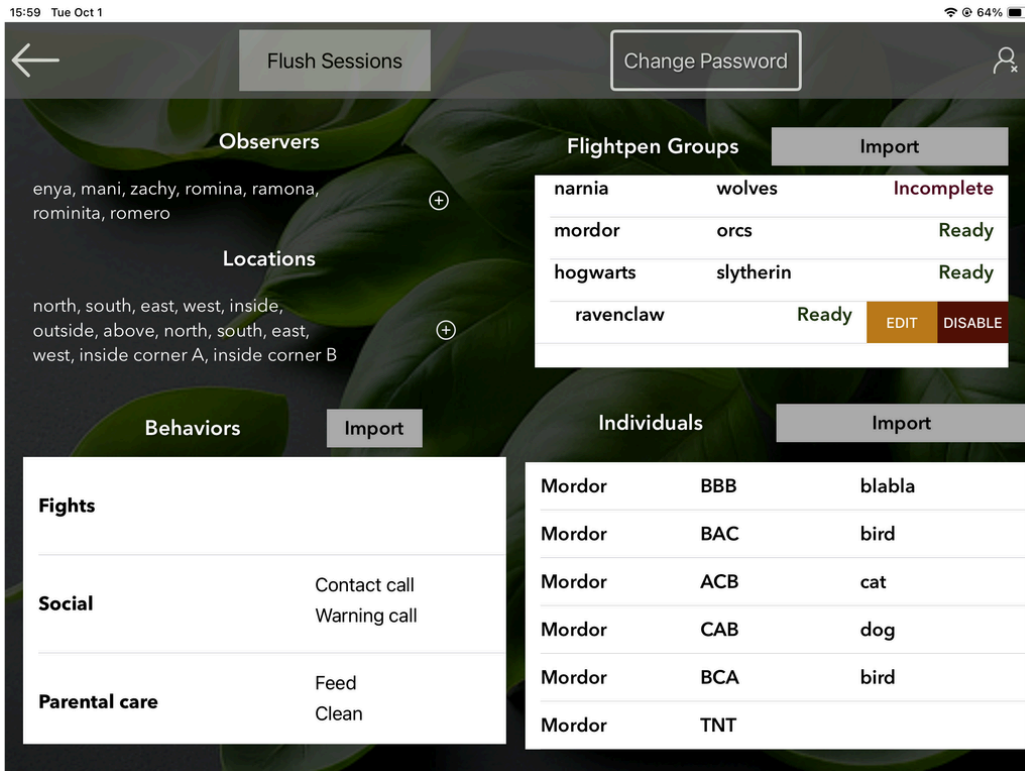 15:59 Tue Oct 1
64%
Flush Sessions
Change Password
Observers
enya, mani, zachy, romina, ramona,
rominita, romero
Locations
north, south, east, west, inside,
outside, above, north, south, east,
west, inside corner A, inside corner B
Flightpen Groups
Import
narnia wolves Incomplete
mordor orcs Ready
hogwarts slytherin Ready
ravenclaw Ready EDIT DISABLE
Behaviors
Import
Fights
Social
Contact call
Warning call
Parental care
Feed
Clean
Individuals
Import
Mordor BBB blabla
Mordor BAC bird
Mordor ACB cat
Mordor CAB dog
Mordor BCA bird
Mordor TNT